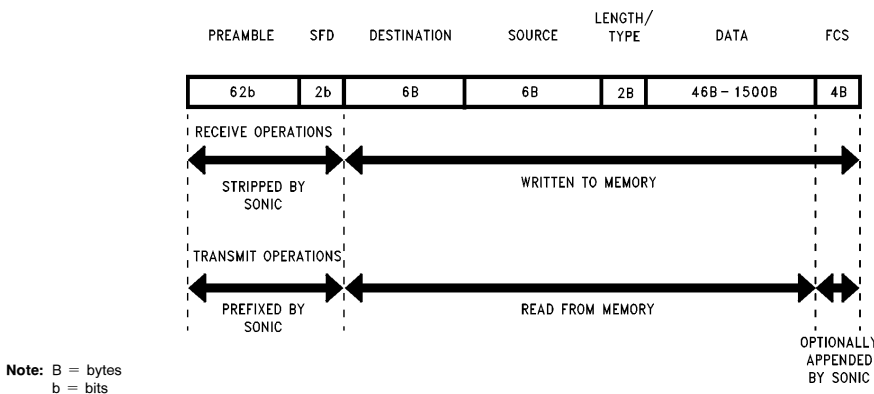 LENGTH/
PREAMBLE SFD DESTINATION SOURCE TYPE DATA FCS
62b 2b 6B 6B 2B 46B – 1500B 4B
RECEIVE OPERATIONS
STRIPPED BY
SONIC
WRITTEN TO MEMORY
TRANSMIT OPERATIONS
PREFIXED BY
SONIC
READ FROM MEMORY
OPTIONALLY
APPENDED
BY SONIC
Note: B = bytes
b = bits